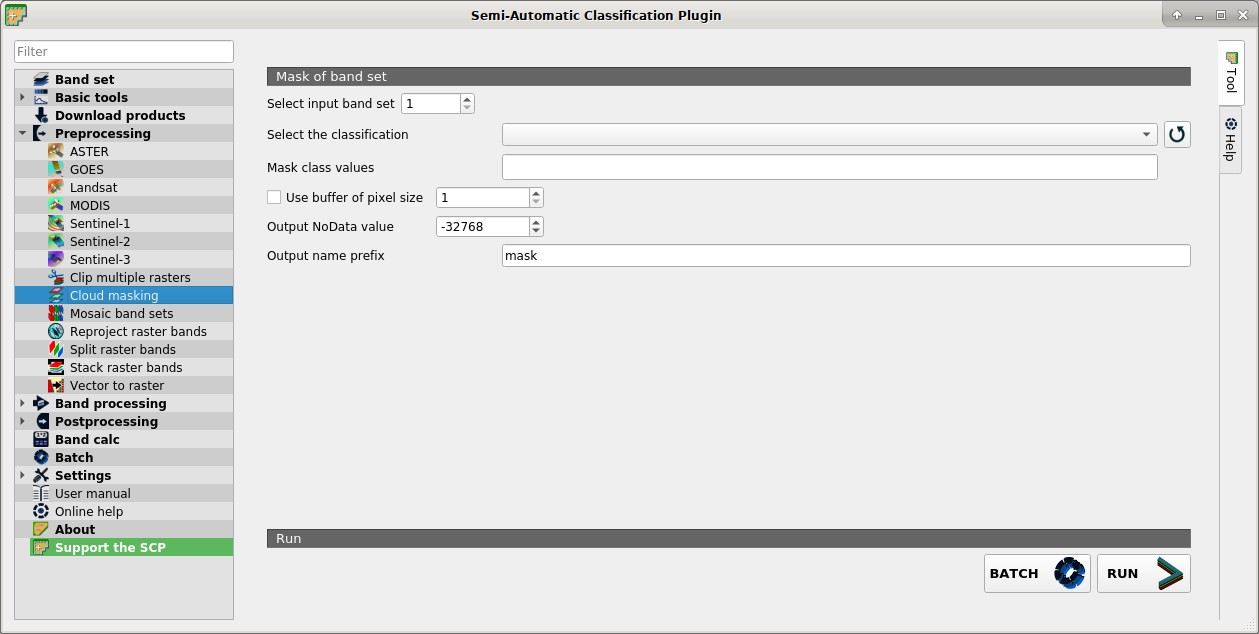 Semi-Automatic Classification Plugin
Filter
Band set
Basic tools
Download products
Preprocessing
ASTER
GOES
Landsat
MODIS
Sentinel-1
Sentinel-2
Sentinel-3
Clip multiple rasters
Cloud masking
Mosaic band sets
Reproject raster bands
Split raster bands
Stack raster bands
Vector to raster
Band processing
Postprocessing
Band calc
Batch
Settings
User manual
Online help
About
Support the SCP
Mask of band set
Select input band set 1
Select the classification
Mask class values
Use buffer of pixel size 1
Output NoData value -32768
Output name prefix mask
Run
BATCH RUN
Tool
Help